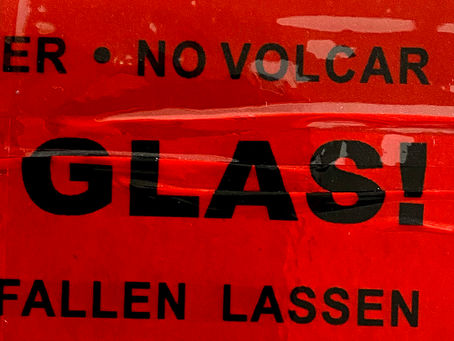 ER • NO VOLCAR
GLAS!
FALLEN LASSEN